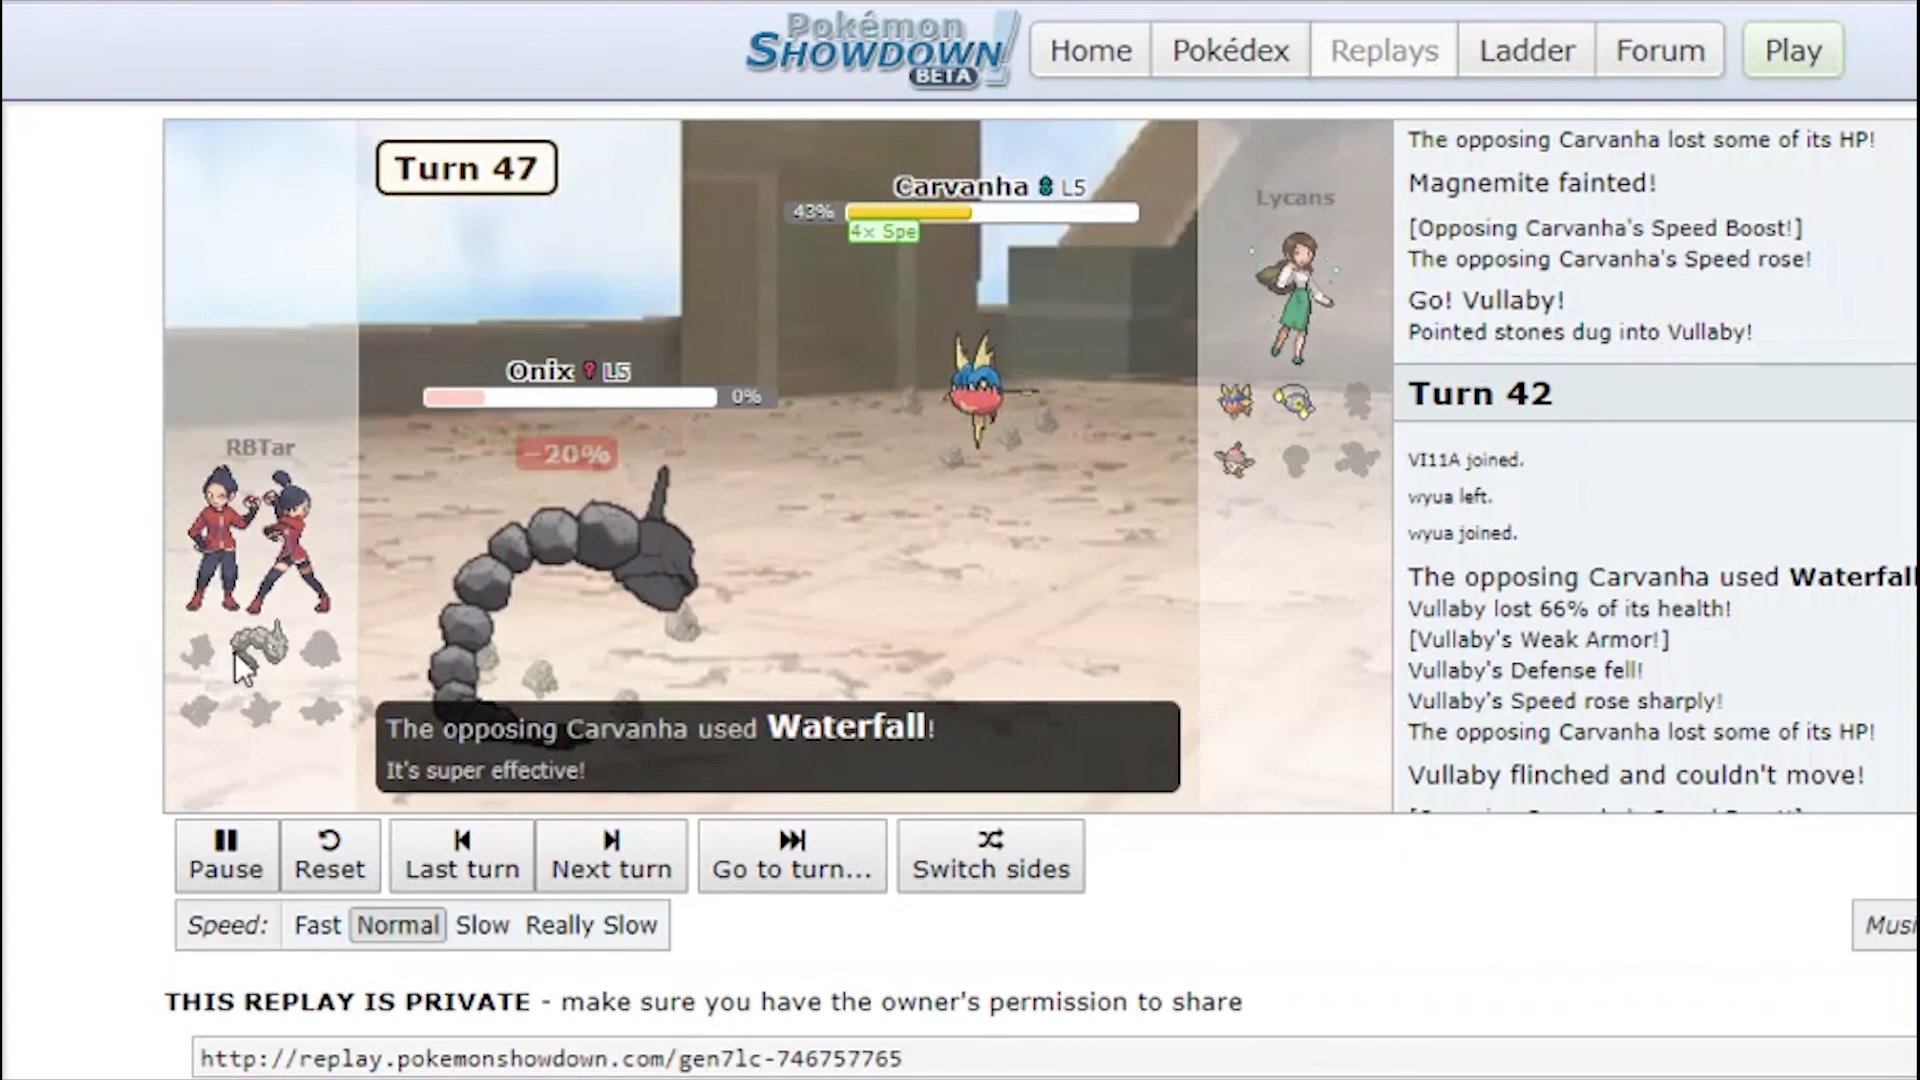 Pokémon
SHOWDOWN!
BETA
Home
Pokédex
Replays
Ladder
Forum
Play
Turn 47
Carvanha L5
43%
4x Spe
Onix L5
0%
-20%
RBTar
Lycans
The opposing Carvanha used Waterfall!
It's super effective!
The opposing Carvanha lost some of its HP!
Magnemite fainted!
[Opposing Carvanha's Speed Boost!]
The opposing Carvanha's Speed rose!
Go! Vullaby!
Pointed stones dug into Vullaby!
Turn 42
VI11A joined.
wyua left.
wyua joined.
The opposing Carvanha used Waterfall
Vullaby lost 66% of its health!
[Vullaby's Weak Armor!]
Vullaby's Defense fell!
Vullaby's Speed rose sharply!
The opposing Carvanha lost some of its HP!
Vullaby flinched and couldn't move!
Pause
Reset
Last turn
Next turn
Go to turn...
Switch sides
Speed: Fast Normal Slow Really Slow
Musi
THIS REPLAY IS PRIVATE - make sure you have the owner's permission to share
http://replay.pokemonshowdown.com/gen7lc-746757765